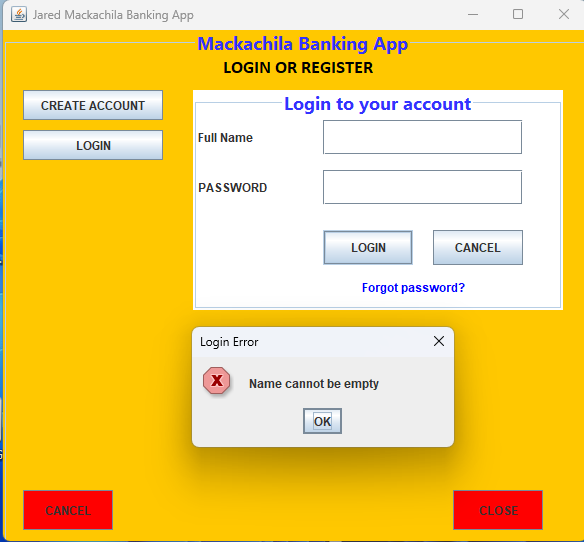 Jared Mackachila Banking App
Mackachila Banking App
LOGIN OR REGISTER
CREATE ACCOUNT
LOGIN
Login to your account
Full Name
PASSWORD
LOGIN CANCEL
Forgot password?
Login Error
Name cannot be empty
OK
CANCEL CLOSE